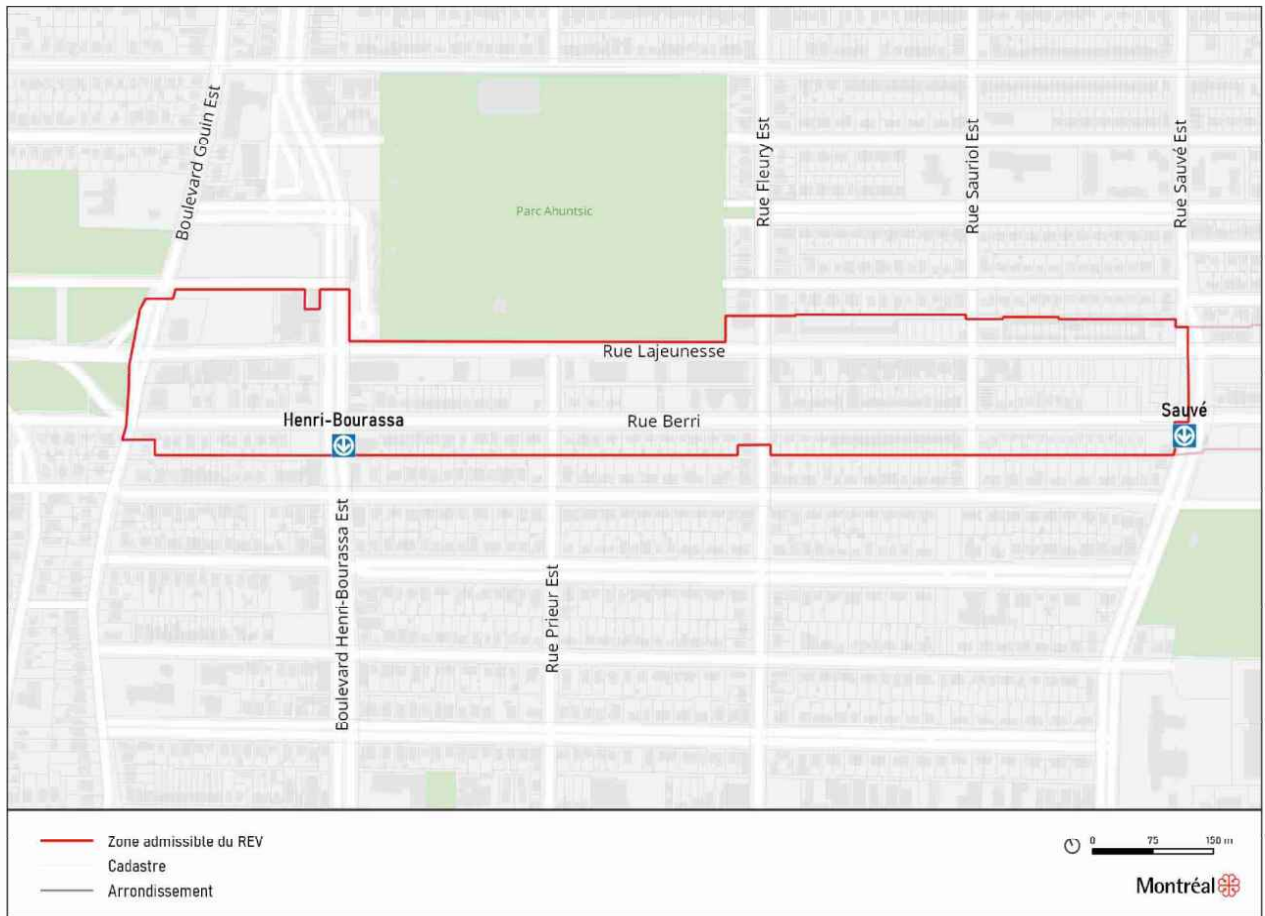 Boulevard Gouin Est
Parc Ahuntsic
Rue Fleury Est
Rue Sauriol Est
Rue Sauvé Est
Rue Lajeunesse
Henri-Bourassa
Rue Berri
Sauvé
Boulevard Henri-Bourassa Est
Rue Prieur Est
Zone admissible du REV
Cadastre
Arrondissement
0 75 150 m
Montréal